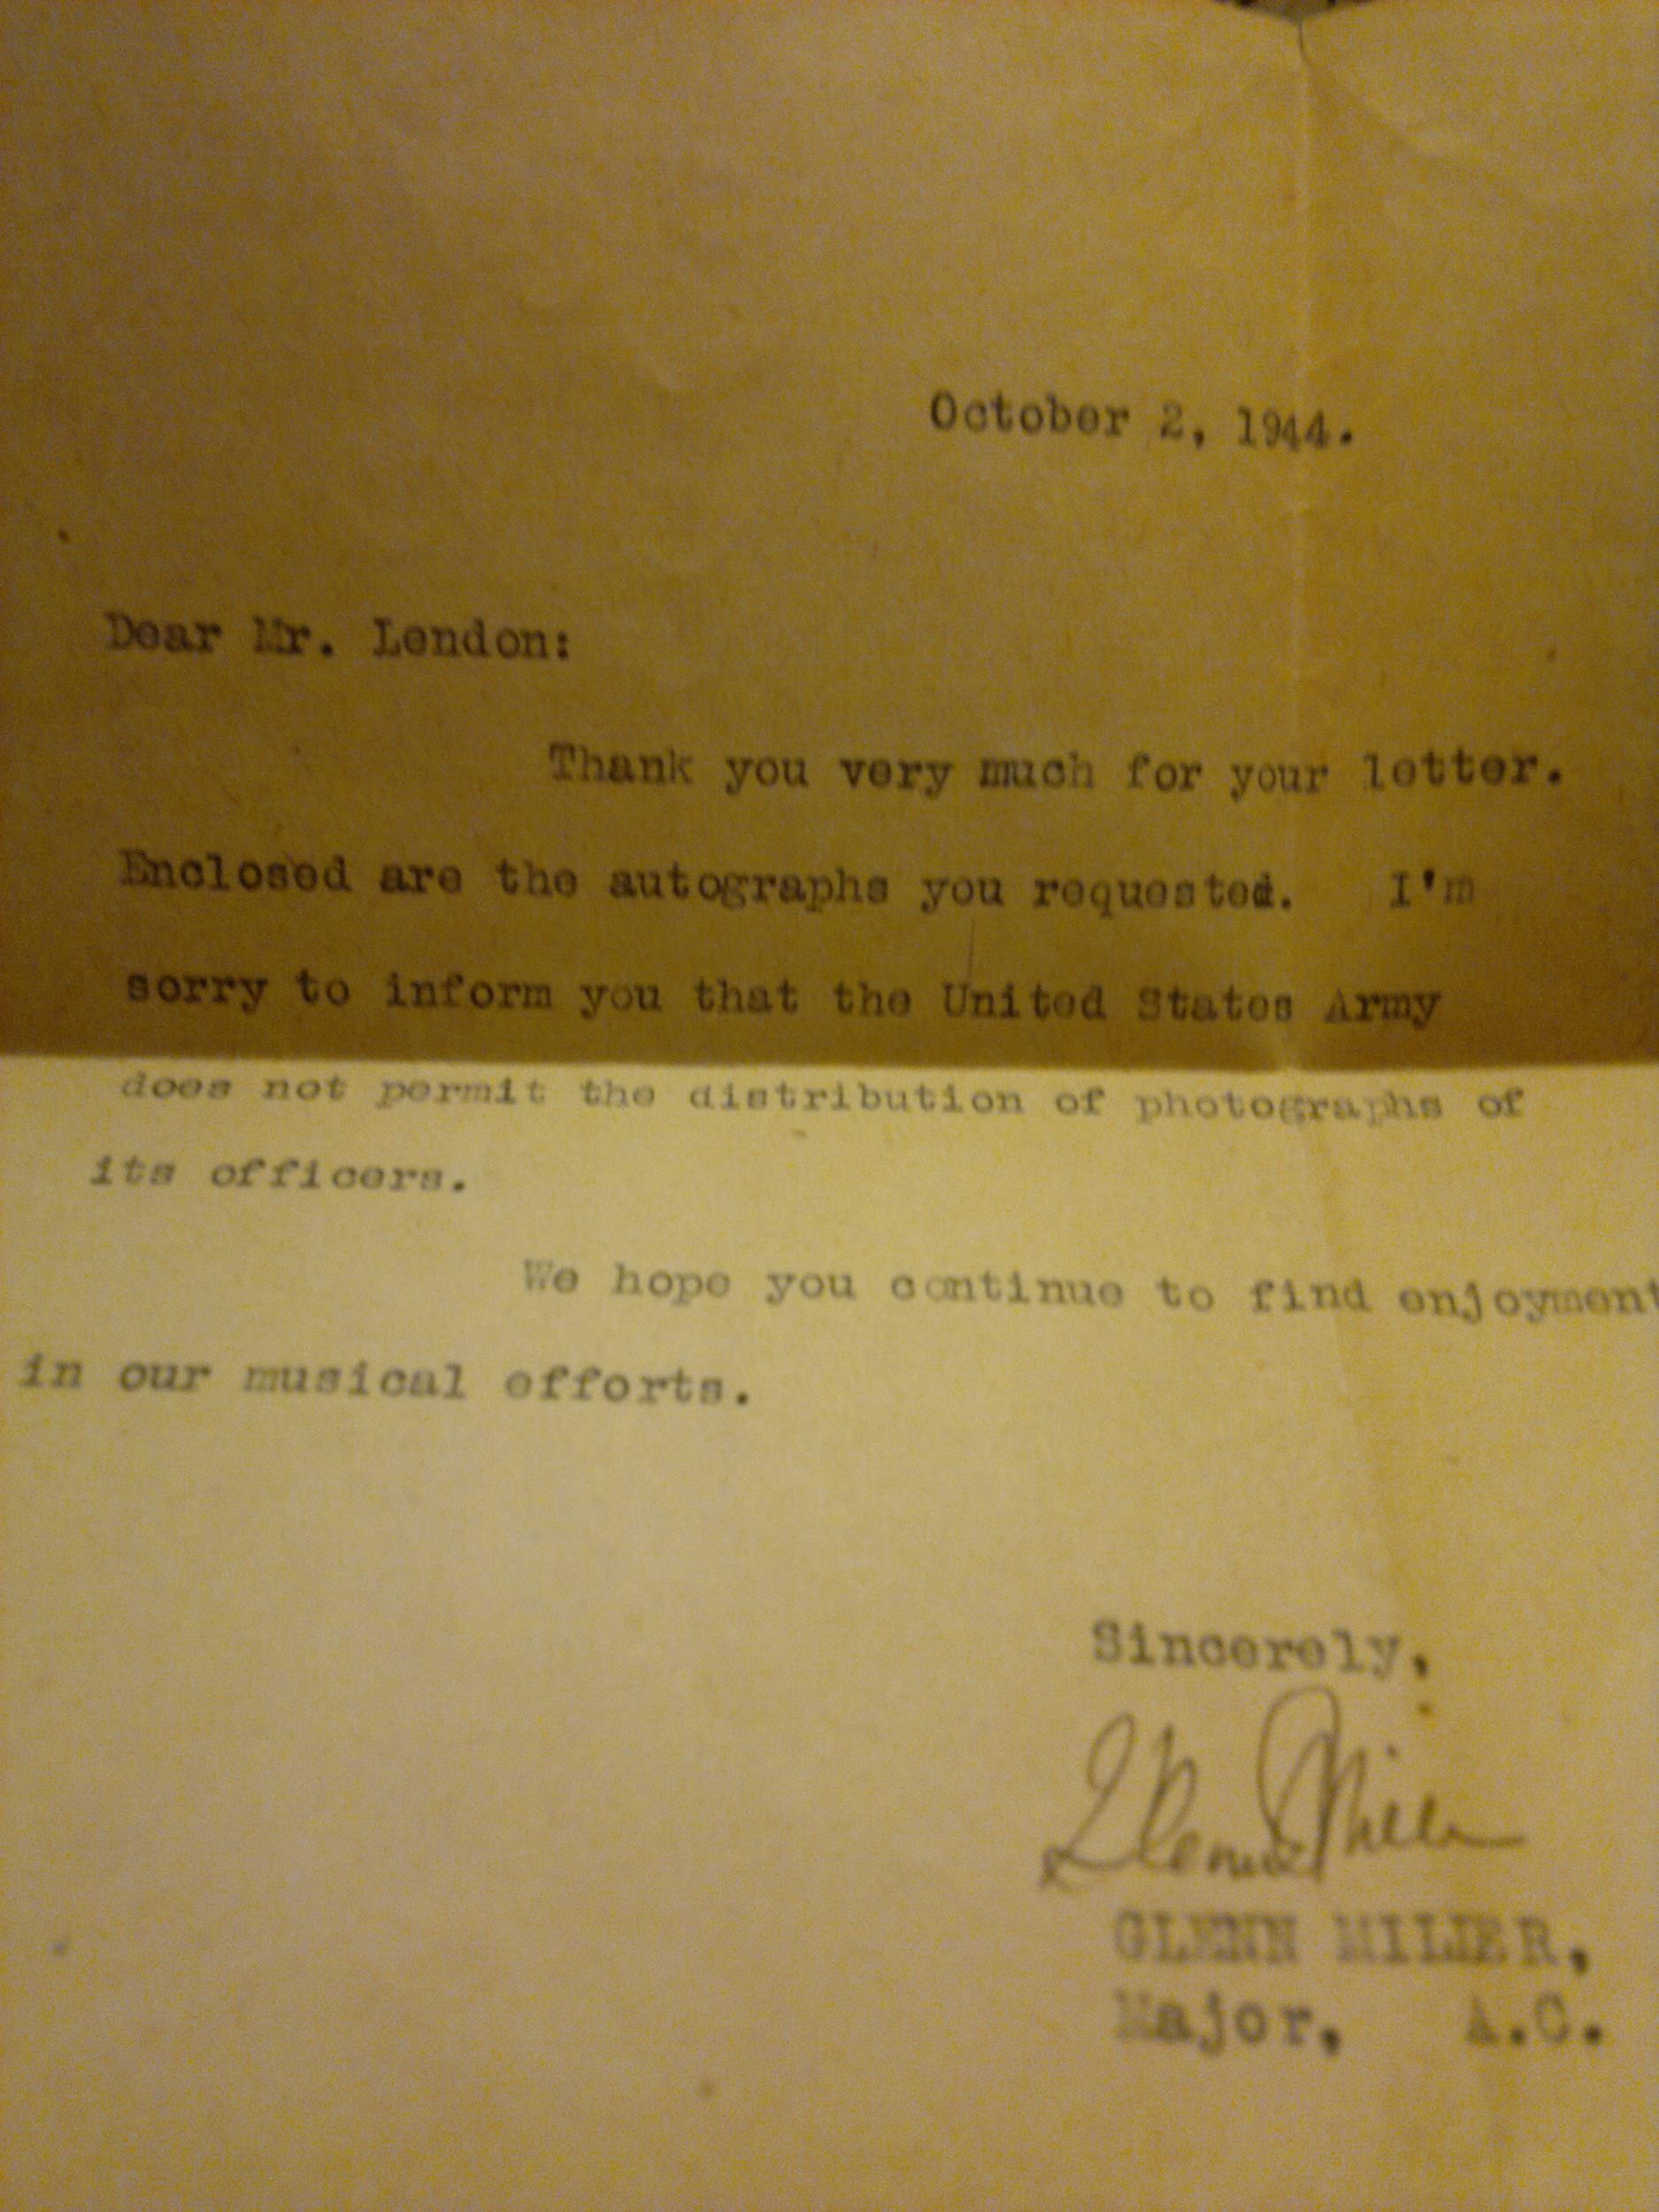 October 2, 1944.
Dear Mr. Lendon:
Thank you very much for your letter.
Enclosed are the autographs you requested. I'm
sorry to inform you that the United States Army
does not permit the distribution of photographs of
its officers.
We hope you continue to find enjoyment
in our musical efforts.
Sincerely,
Glenn Miller
GLENN MILLER,
Major, A.C.